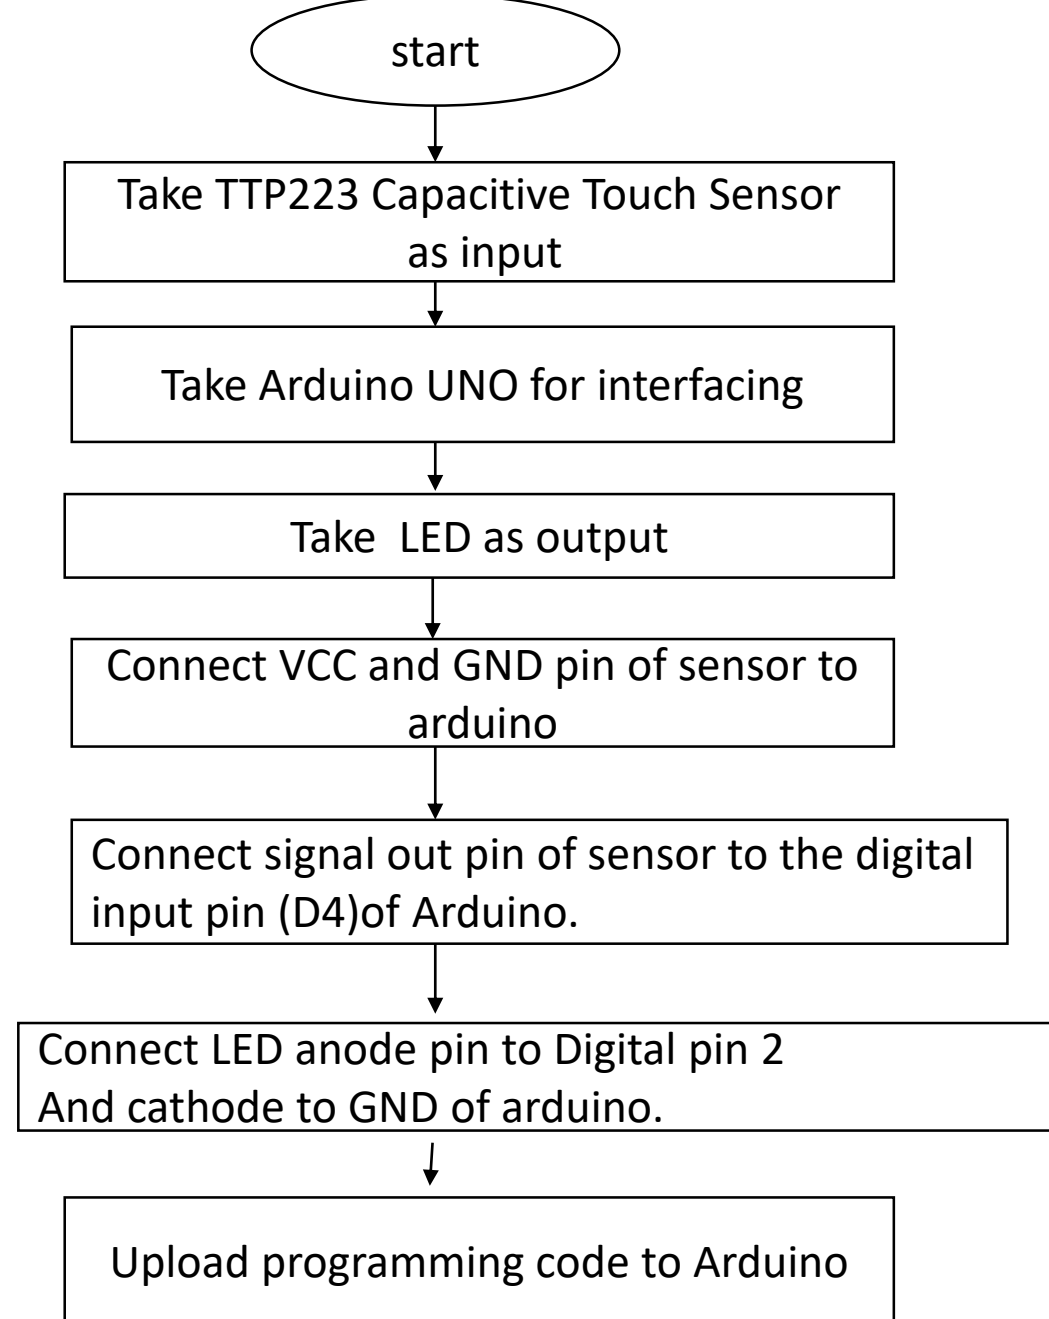 start
Take TTP223 Capacitive Touch Sensor
as input
Take Arduino UNO for interfacing
Take  LED as output
Connect VCC and GND pin of sensor to
arduino
Connect signal out pin of sensor to the digital
input pin (D4)of Arduino.
Connect LED anode pin to Digital pin 2
And cathode to GND of arduino.
Upload programming code to Arduino